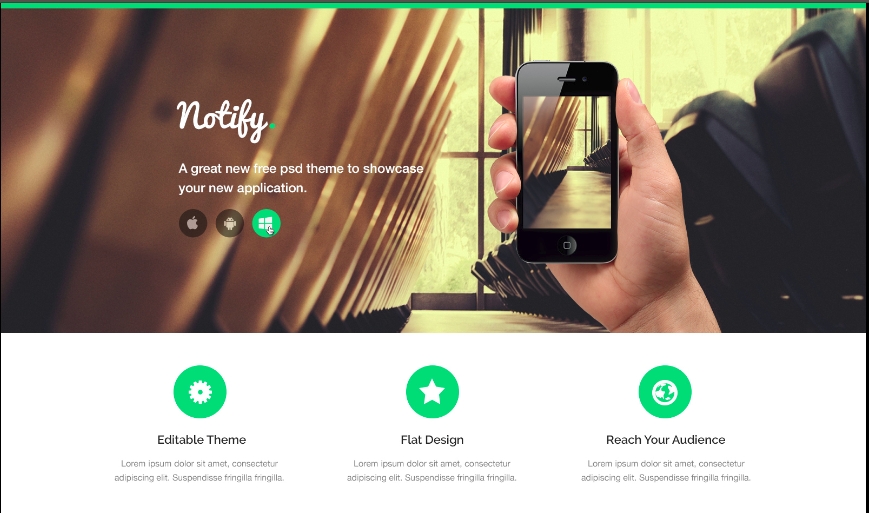 Notify.
A great new free psd theme to showcase
your new application.
Editable Theme
Flat Design
Reach Your Audience
Lorem ipsum dolor sit amet, consectetur
adipiscing elit. Suspendisse fringilla fringilla.
Lorem ipsum dolor sit amet, consectetur
adipiscing elit. Suspendisse fringilla fringilla.
Lorem ipsum dolor sit amet, consectetur
adipiscing elit. Suspendisse fringilla fringilla.